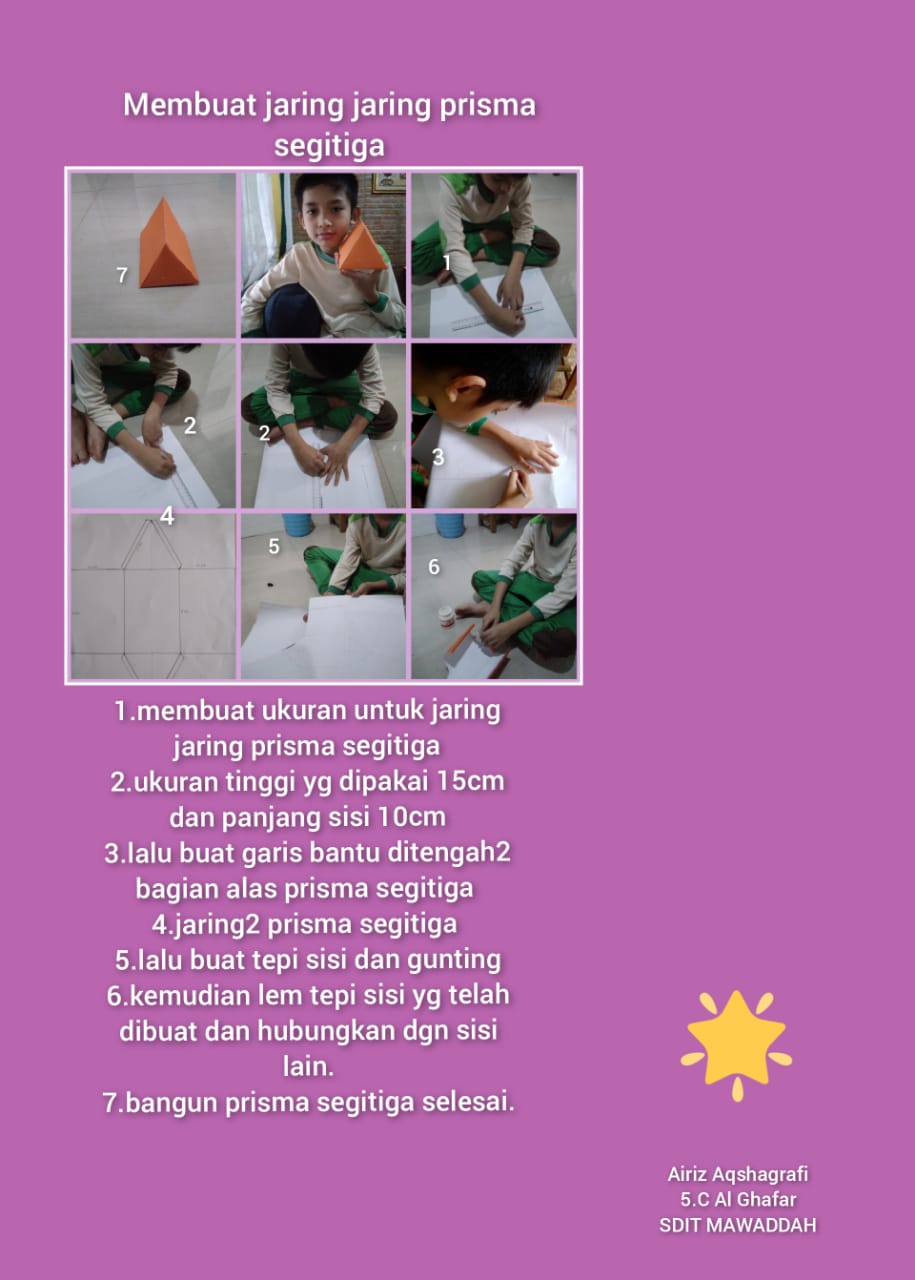 Membuat jaring jaring prisma
segitiga
7
1
2
2
3
4
5
6
1.membuat ukuran untuk jaring
jaring prisma segitiga
2.ukuran tinggi yg dipakai 15cm
dan panjang sisi 10cm
3.lalu buat garis bantu ditengah2
bagian alas prisma segitiga
4.jaring2 prisma segitiga
5.lalu buat tepi sisi dan gunting
6.kemudian lem tepi sisi yg telah
dibuat dan hubungkan dgn sisi
lain.
7.bangun prisma segitiga selesai.
Airiz Aqshagrafi
5.C Al Ghafar
SDIT MAWADDAH